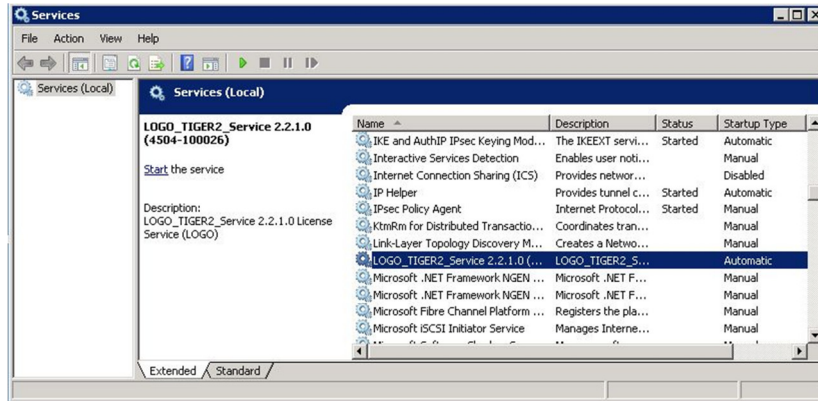 Services
File Action View Help
Services (Local)
Services (Local)
LOGO_TIGER2_Service 2.2.1.0
(4504-100026)
Start the service
Description:
LOGO_TIGER2_Service 2.2.1.0 License
Service (LOGO)
Name Description Status Startup Type
IKE and AuthIP IPsec Keying Mod... The IKEEXT servi... Started Automatic
Interactive Services Detection Enables user noti... Manual
Internet Connection Sharing (ICS) Provides networ... Disabled
IP Helper Provides tunnel c... Started Automatic
IPsec Policy Agent Internet Protocol... Started Manual
KtmRm for Distributed Transactio... Coordinates tran... Manual
Link-Layer Topology Discovery M... Creates a Netwo... Manual
LOGO_TIGER2_Service 2.2.1.0 (... LOGO_TIGER2_S... Automatic
Microsoft .NET Framework NGEN ... Microsoft .NET F... Manual
Microsoft .NET Framework NGEN ... Microsoft .NET F... Manual
Microsoft Fibre Channel Platform ... Registers the pla... Manual
Microsoft iSCSI Initiator Service Manages Interne... Manual
Extended Standard